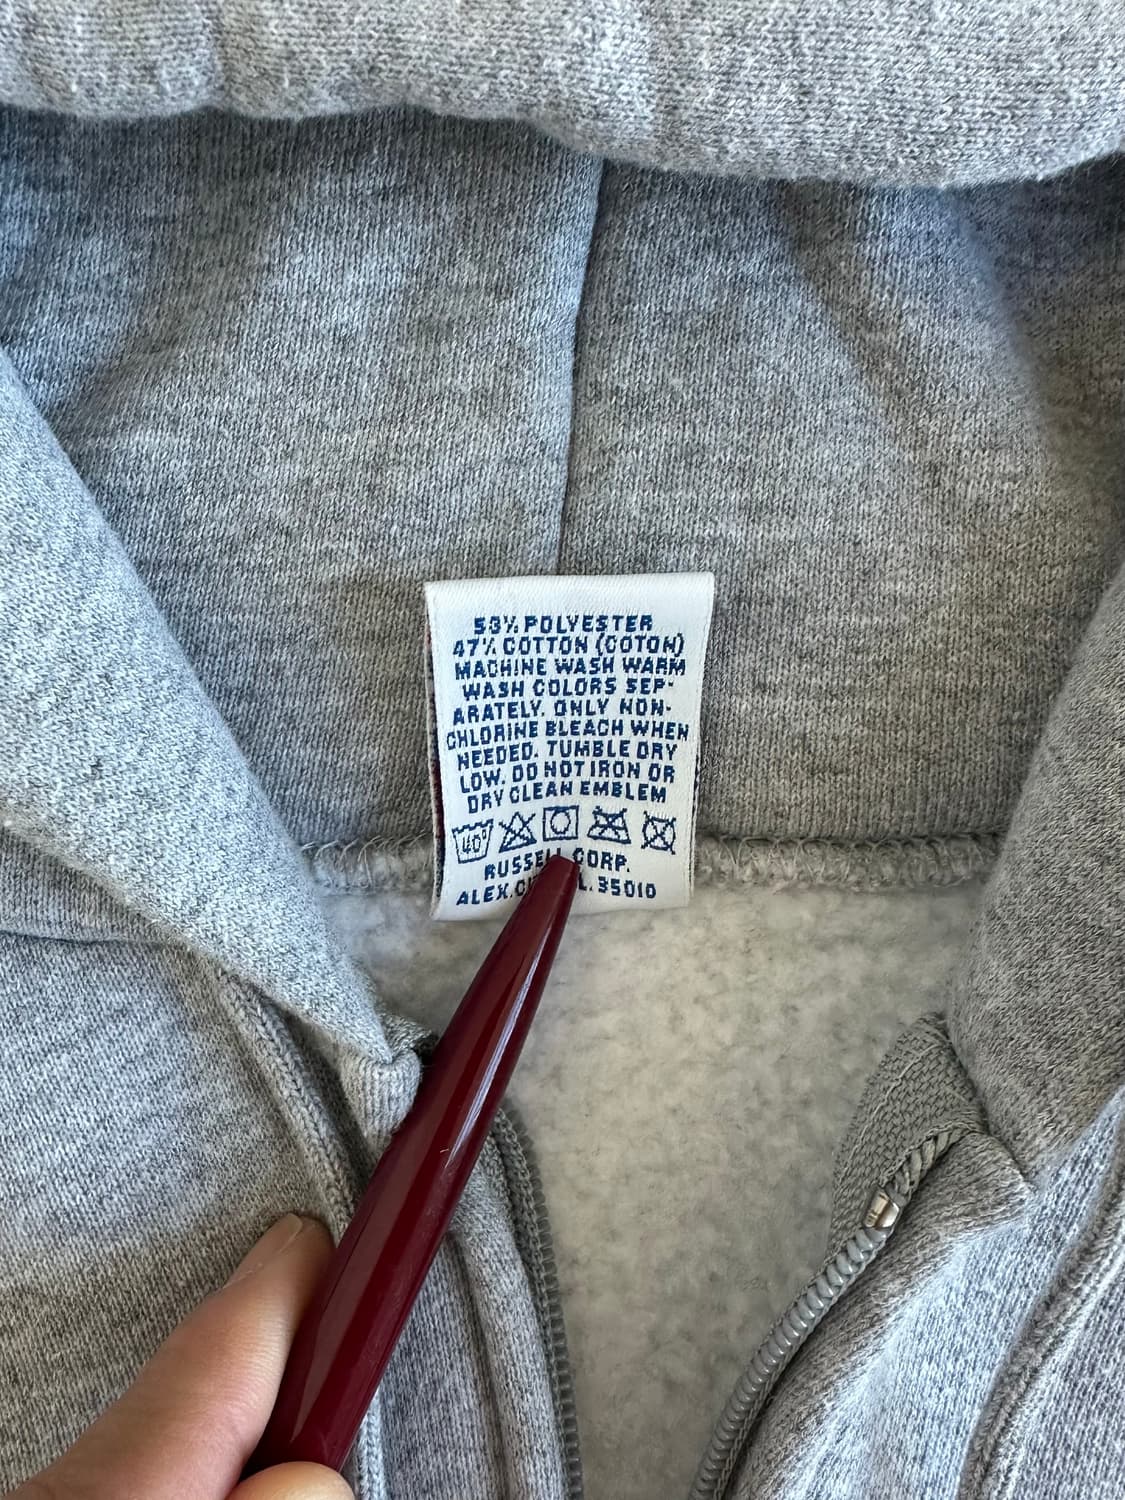 53% POLYESTER
47% COTTON (COTON)
MACHINE WASH WARM
WASH COLORS SEP-
ARATELY. ONLY NON-
CHLORINE BLEACH WHEN
NEEDED. TUMBLE DRY
LOW. DO NOT IRON OR
DRY CLEAN EMBLEM
40°
RUSSELL CORP.
ALEX. 35010